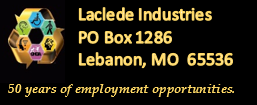 Laclede Industries
PO Box 1286
Lebanon, MO  65536
50 years of employment opportunities.